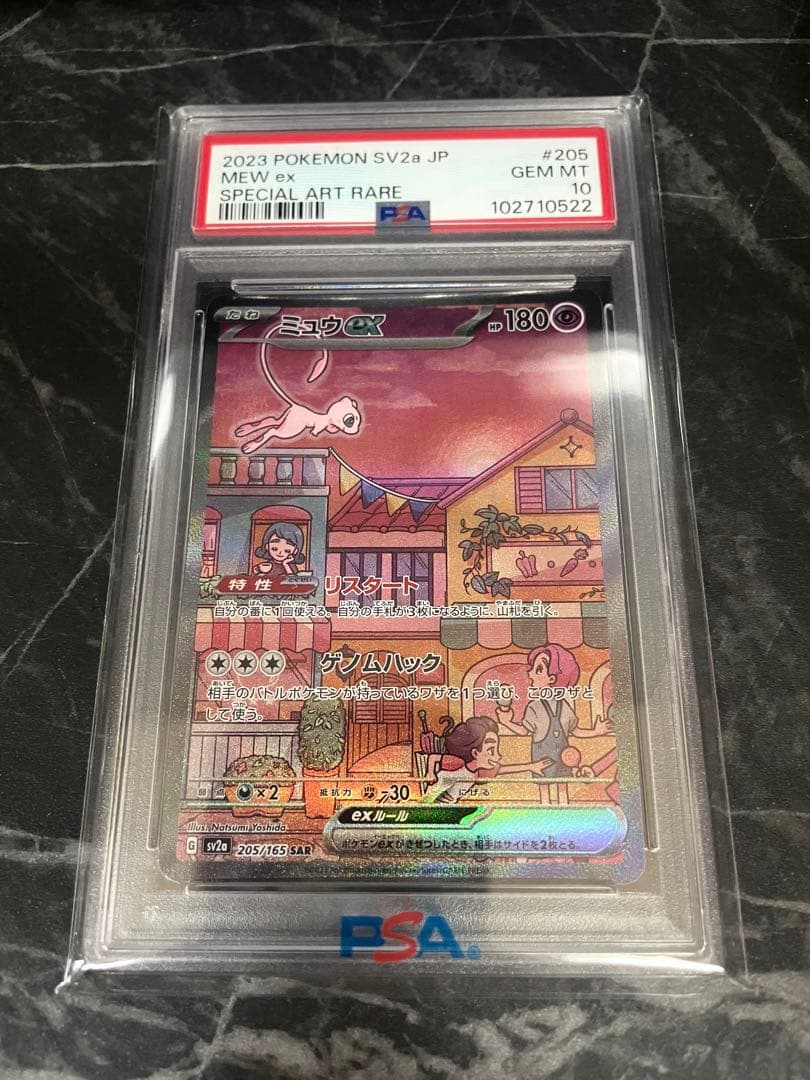 2023 POKEMON SV2a JP #205
MEW ex GEM MT
SPECIAL ART RARE 10
PSA 102710522
たね ミュウex HP180
特性 とくせい リスタート
自分の番に1回使える。自分の手札が3枚になるように、山札を引く。
ゲノムハック
相手のバトルポケモンが持っているワザを1つ選び、このワザと
して使う。
弱点 ×2 抵抗力 -30 にげる
exルール
Illus. Natsumi Yoshida
ポケモンexがきぜつしたとき、相手はサイドを2枚とる。
G sv2a 205/165 SAR
PSA